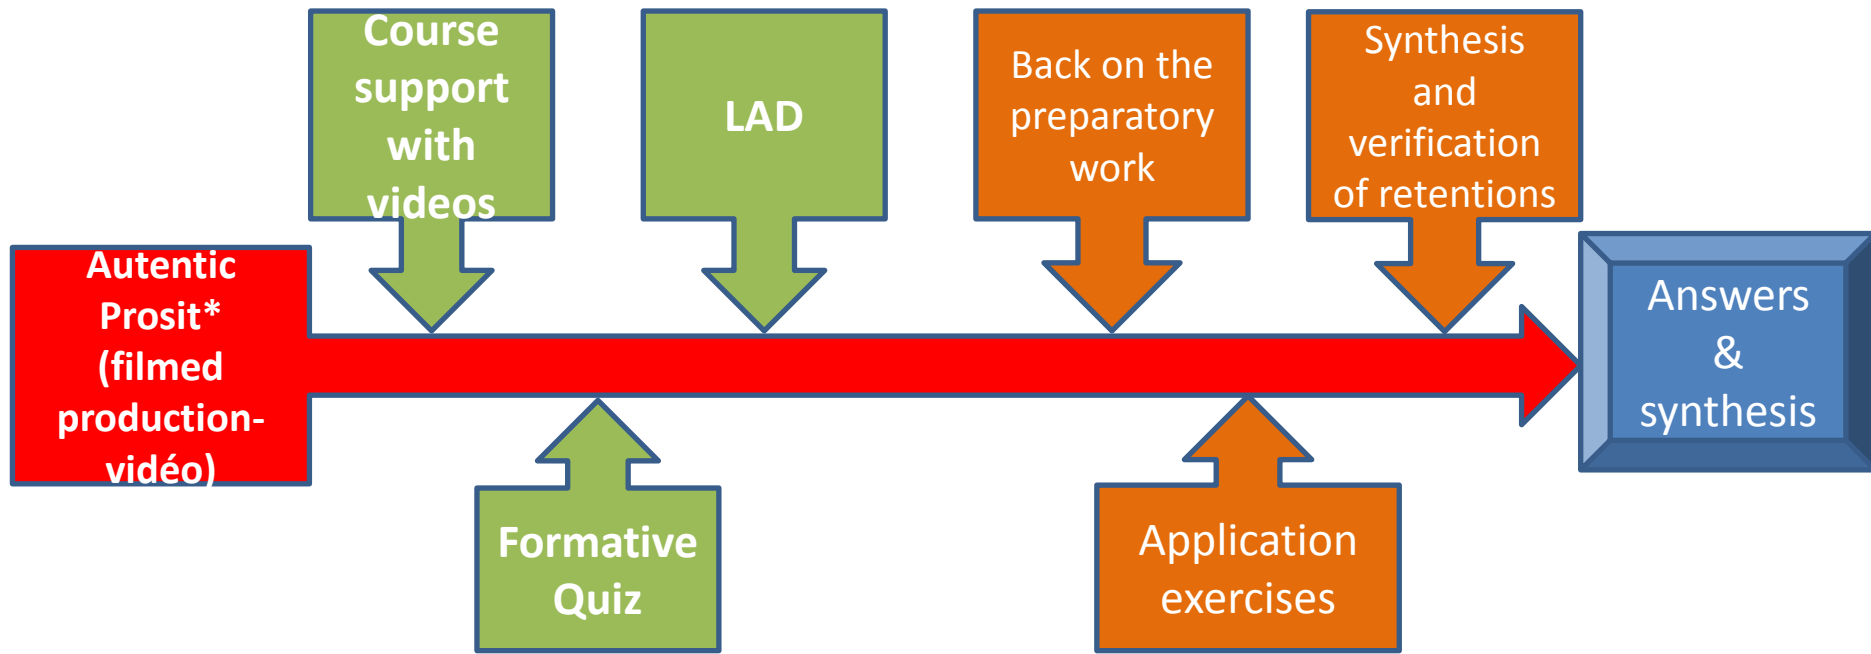 Course
support
with
videos
LAD
Back on the
preparatory
work
Synthesis
and
verification
of retentions
Autentic
Prosit*
(filmed
production-
vidéo)
Answers
&
synthesis
Formative
Quiz
Application
exercises